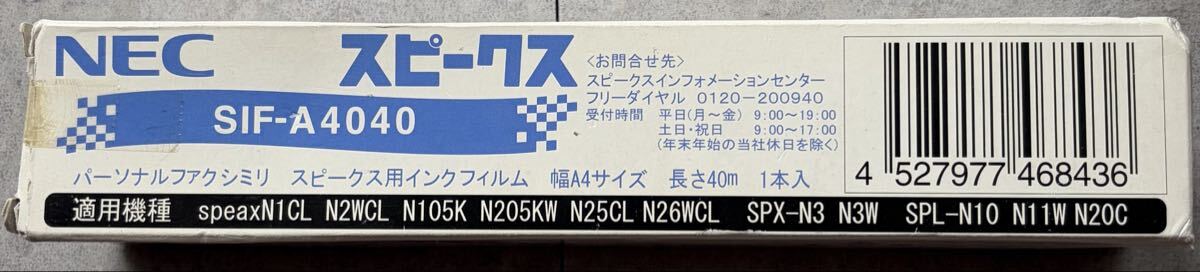 NEC
スピークス
SIF-A4040
〈お問合せ先〉
スピークスインフォメーションセンター
フリーダイヤル 0120-200940
受付時間 平日(月〜金) 9:00〜19:00
土日・祝日 9:00〜17:00
(年末年始の当社休日を除く)
パーソナルファクシミリ スピークス用インクフィルム 幅A4サイズ 長さ40m 1本入
4 527977 468436
適用機種 speaxN1CL N2WCL N105K N205KW N25CL N26WCL SPX-N3 N3W SPL-N10 N11W N20C